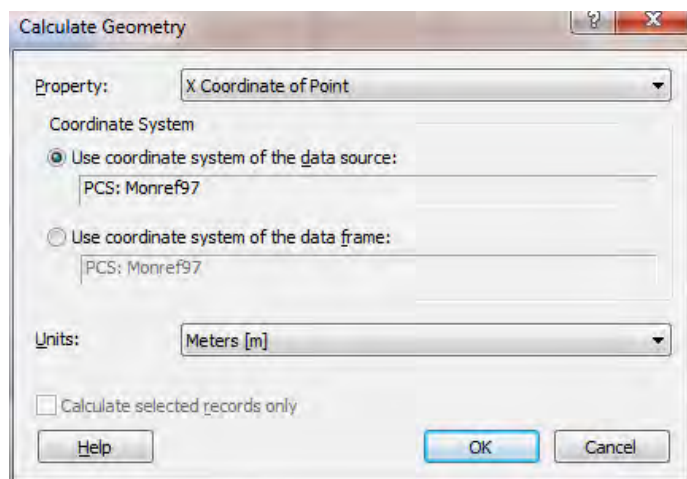 Calculate Geometry
Property: X Coordinate of Point
Coordinate System
Use coordinate system of the data source:
PCS: Monref97
Use coordinate system of the data frame:
PCS: Monref97
Units: Meters [m]
Calculate selected records only
Help OK Cancel